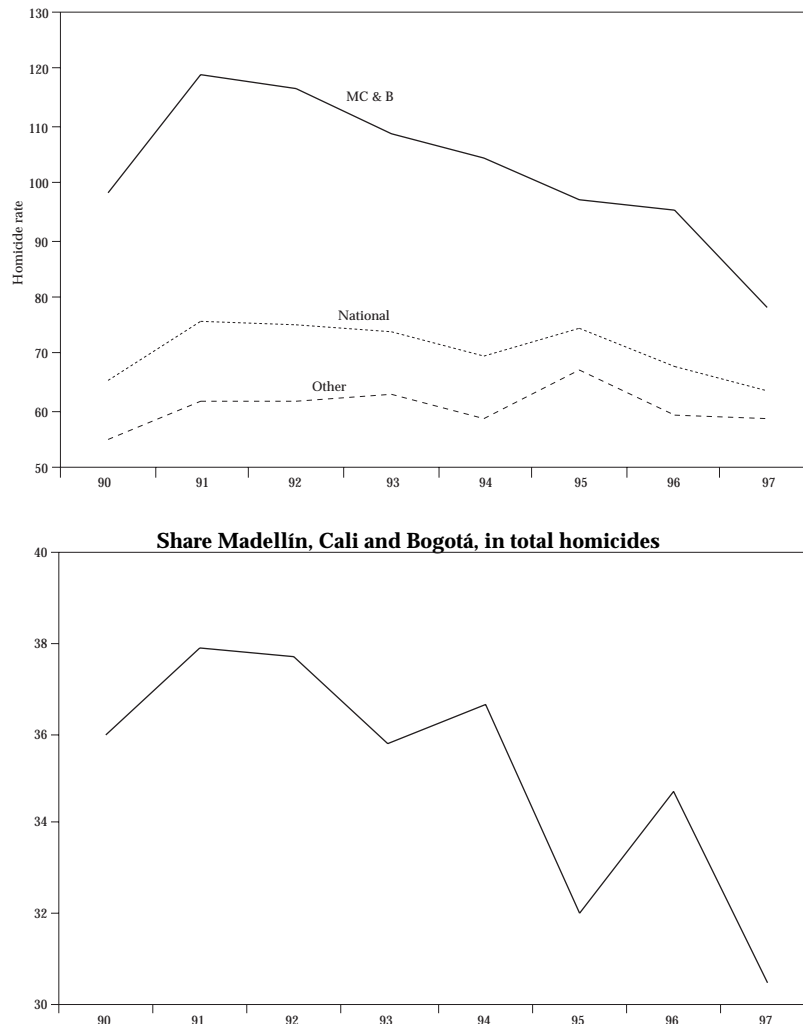 130
120
MC & B
110
100
Homicide rate
90
80
National
70
Other
60
50
90 91 92 93 94 95 96 97
Share Madellín, Cali and Bogotá, in total homicides
40
38
36
34
32
30
90 91 92 93 94 95 96 97